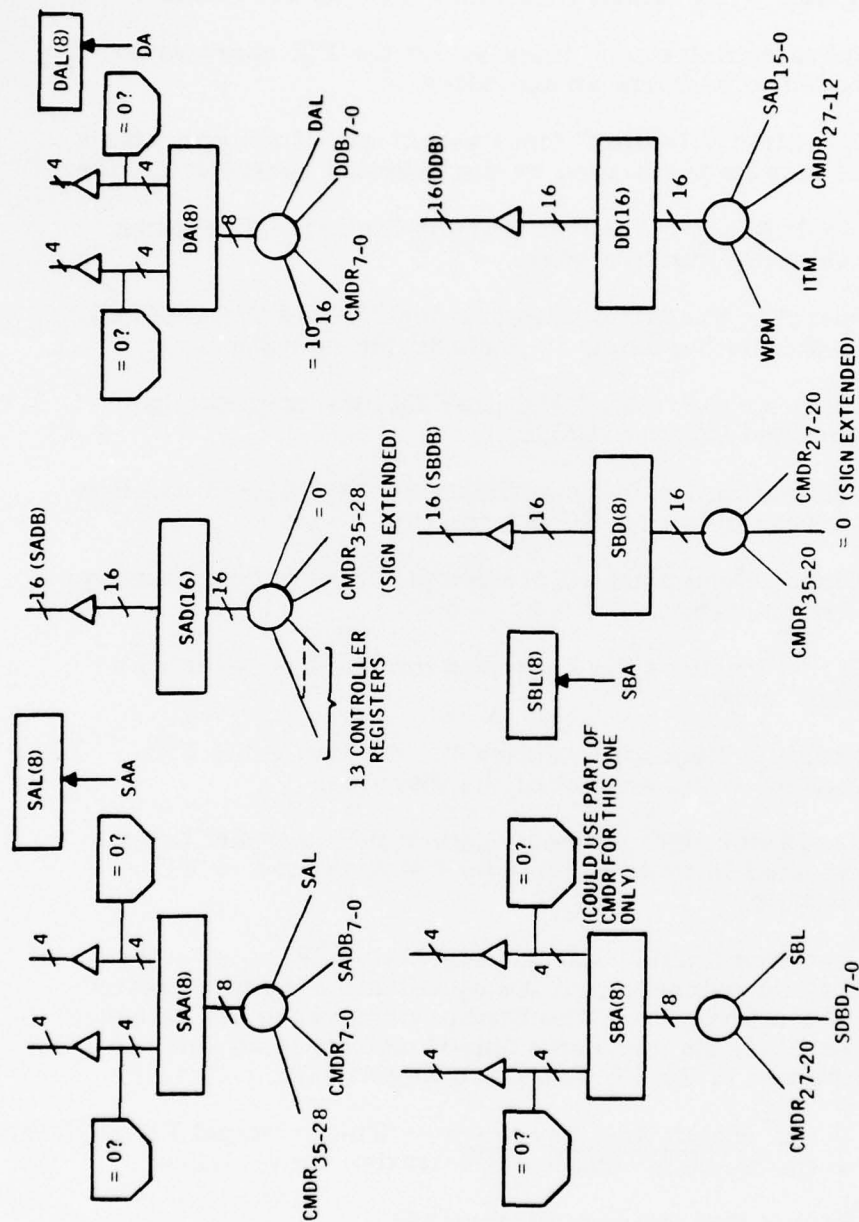 SAL(8)
SAA
4
4
= 0?
4
4
= 0?
SAA(8)
8
SAL
SADB7-0
CMDR7-0
CMDR35-28
16 (SADB)
16
SAD(16)
16
= 0
CMDR35-28
(SIGN EXTENDED)
13 CONTROLLER
REGISTERS
DAL(8)
DA
4
4
= 0?
4
4
= 0?
DA(8)
8
DAL
DDB7-0
CMDR7-0
= 1016
4
4
= 0?
4
4
= 0?
(COULD USE PART OF
CMDR FOR THIS ONE
ONLY)
SBA(8)
8
SBL
SDBD7-0
CMDR27-20
SBL(8)
SBA
16 (SBDB)
16
SBD(8)
16
CMDR27-20
CMDR35-20
= 0 (SIGN EXTENDED)
16(DDB)
16
DD(16)
16
SAD15-0
CMDR27-12
ITM
WPM